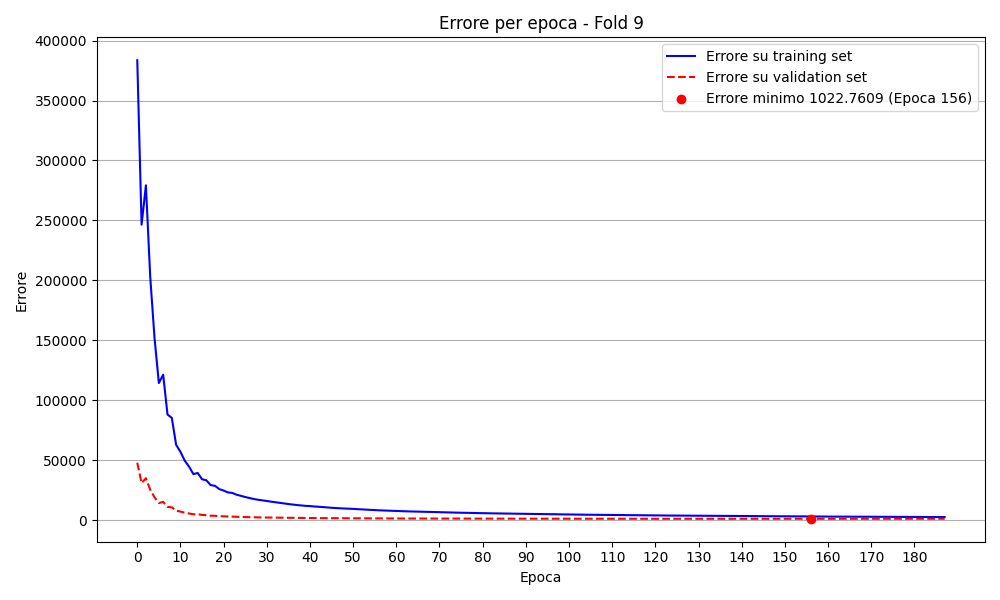 Errore per epoca - Fold 9
Errore su training set
Errore su validation set
Errore minimo 1022.7609 (Epoca 156)
Errore
400000
350000
300000
250000
200000
150000
100000
50000
0
0 10 20 30 40 50 60 70 80 90 100 110 120 130 140 150 160 170 180
Epoca